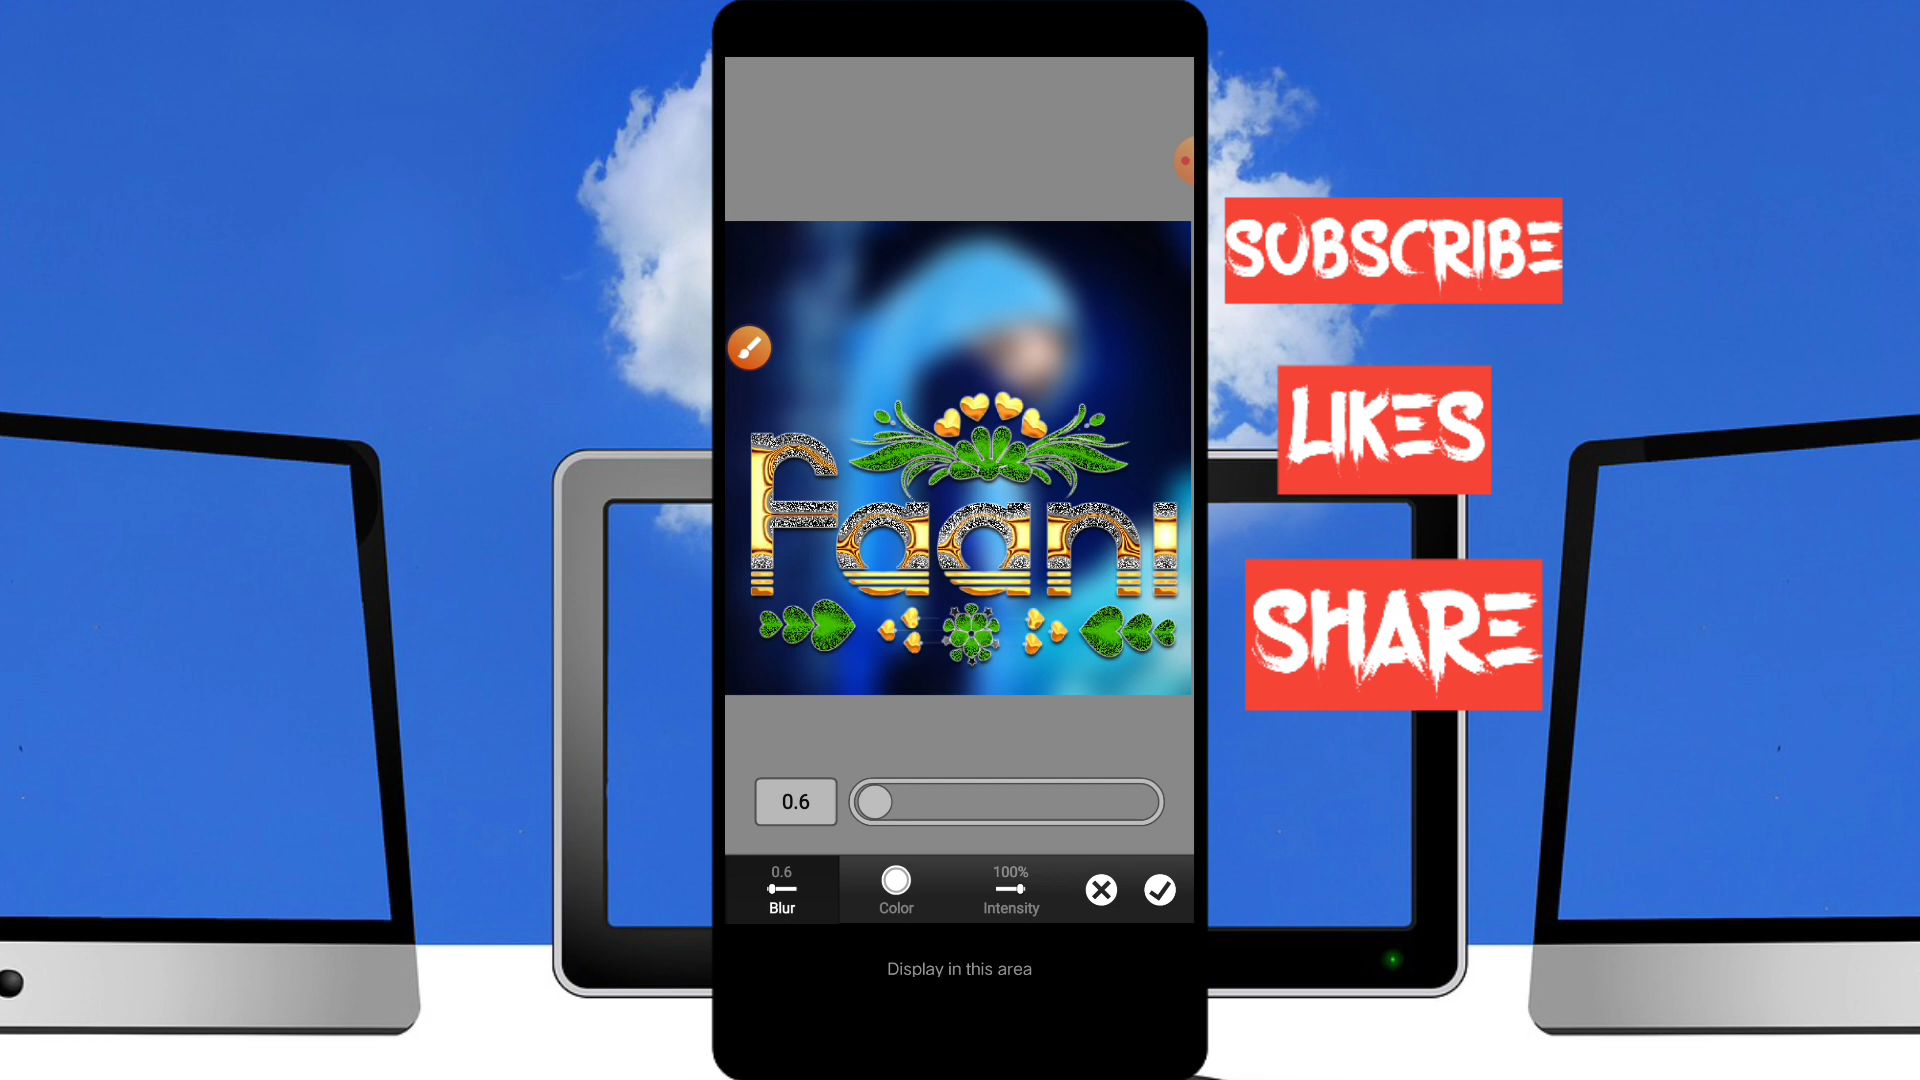 SUBSCRIBE
LIKES
faani
SHARE
0.6
0.6
100%
Blur
Color
Intensity
Display in this area